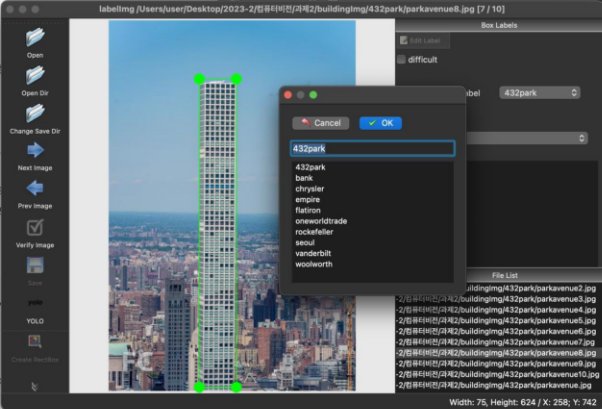 labelImg /Users/user/Desktop/2023-2/컴퓨터비전/과제2/buildingImg/432park/parkavenue8.jpg [7 / 10]
Open
Open Dir
Change Save Dir
Next Image
Prev Image
Verify Image
Save
yolo
YOLO
Create RectBox
Box Labels
Edit Label
difficult
abel
432park
Cancel
OK
432park
432park
bank
chrysler
empire
flatiron
oneworldtrade
rockefeller
seoul
vanderbilt
woolworth
File List
-2/컴퓨터비전/과제2/buildingImg/432park/parkavenue2.jpg
-2/컴퓨터비전/과제2/buildingImg/432park/parkavenue3.jpg
-2/컴퓨터비전/과제2/buildingImg/432park/parkavenue4.jpg
-2/컴퓨터비전/과제2/buildingImg/432park/parkavenue5.jpg
-2/컴퓨터비전/과제2/buildingImg/432park/parkavenue6.jpg
-2/컴퓨터비전/과제2/buildingImg/432park/parkavenue7.jpg
-2/컴퓨터비전/과제2/buildingImg/432park/parkavenue8.jpg
-2/컴퓨터비전/과제2/buildingImg/432park/parkavenue9.jpg
-2/컴퓨터비전/과제2/buildingImg/432park/parkavenue10.jpg
-2/컴퓨터비전/과제2/buildingImg/432park/parkavenue.jpg
Width: 75, Height: 624 / X: 258; Y: 742